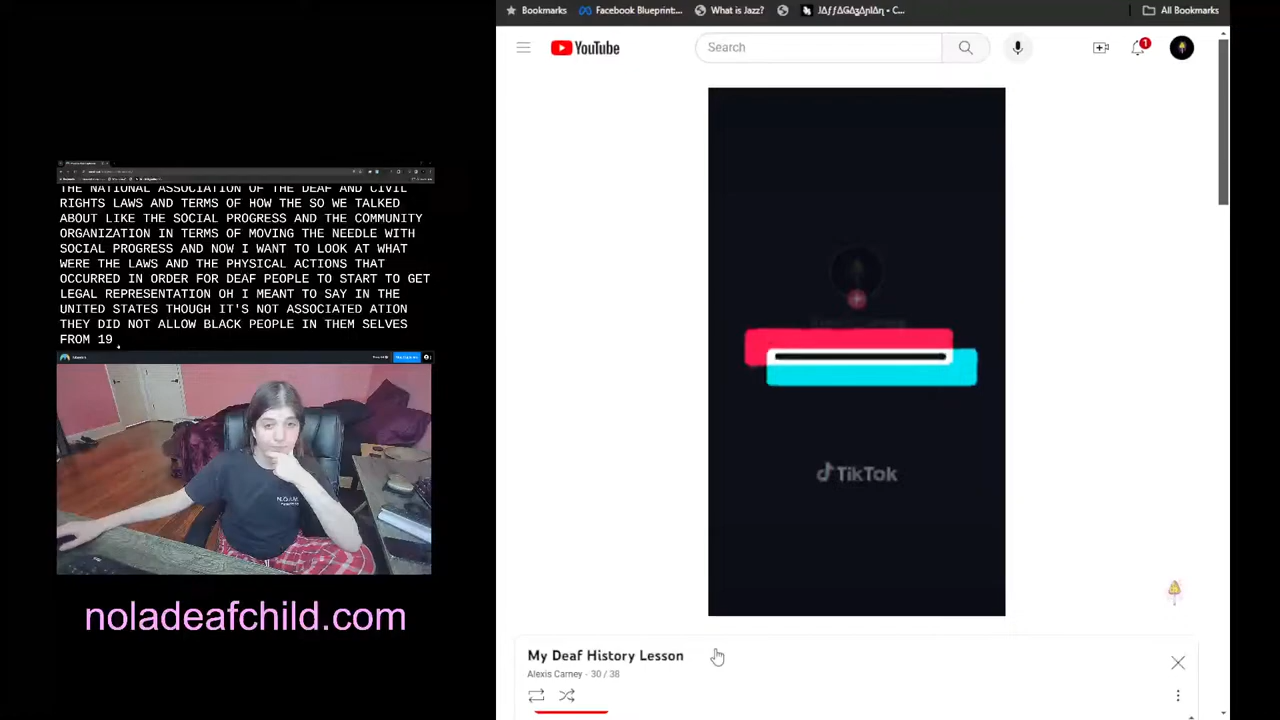 Bookmarks
Facebook Blueprint:...
What is Jazz?
All Bookmarks
YouTube
Search
1
THE NATIONAL ASSOCIATION OF THE DEAF AND CIVIL
RIGHTS LAWS AND TERMS OF HOW THE SO WE TALKED
ABOUT LIKE THE SOCIAL PROGRESS AND THE COMMUNITY
ORGANIZATION IN TERMS OF MOVING THE NEEDLE WITH
SOCIAL PROGRESS AND NOW I WANT TO LOOK AT WHAT
WERE THE LAWS AND THE PHYSICAL ACTIONS THAT
OCCURRED IN ORDER FOR DEAF PEOPLE TO START TO GET
LEGAL REPRESENTATION OH I MEANT TO SAY IN THE
UNITED STATES THOUGH IT'S NOT ASSOCIATED ATION
THEY DID NOT ALLOW BLACK PEOPLE IN THEM SELVES
FROM 19
TikTok
N.O.A.M.
noladeafchild.com
My Deaf History Lesson
Alexis Carney - 30 / 38